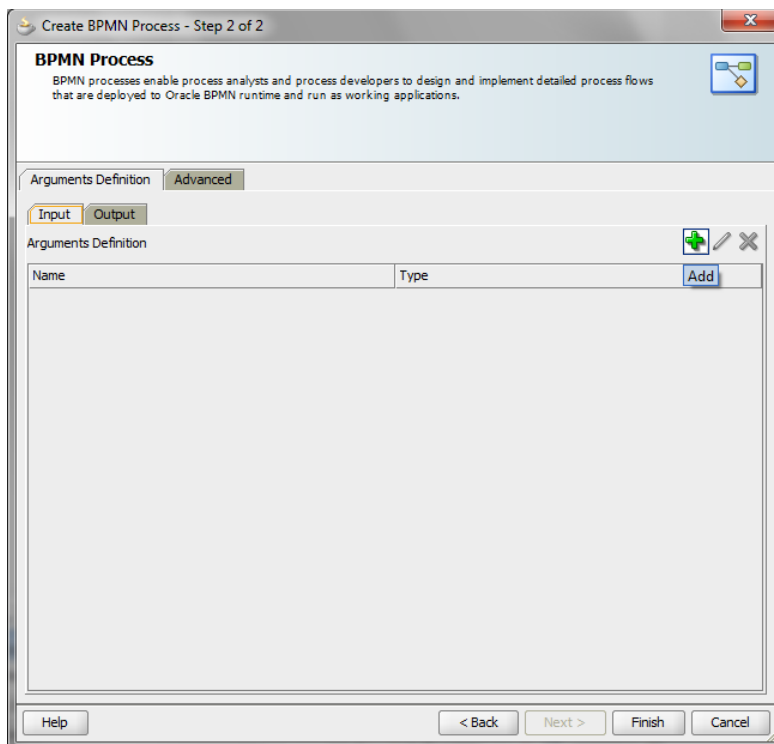 Create BPMN Process - Step 2 of 2
x
BPMN Process
BPMN processes enable process analysts and process developers to design and implement detailed process flows
that are deployed to Oracle BPMN runtime and run as working applications.
Arguments Definition Advanced
Input Output
Arguments Definition
Name Type Add
Help < Back Next > Finish Cancel